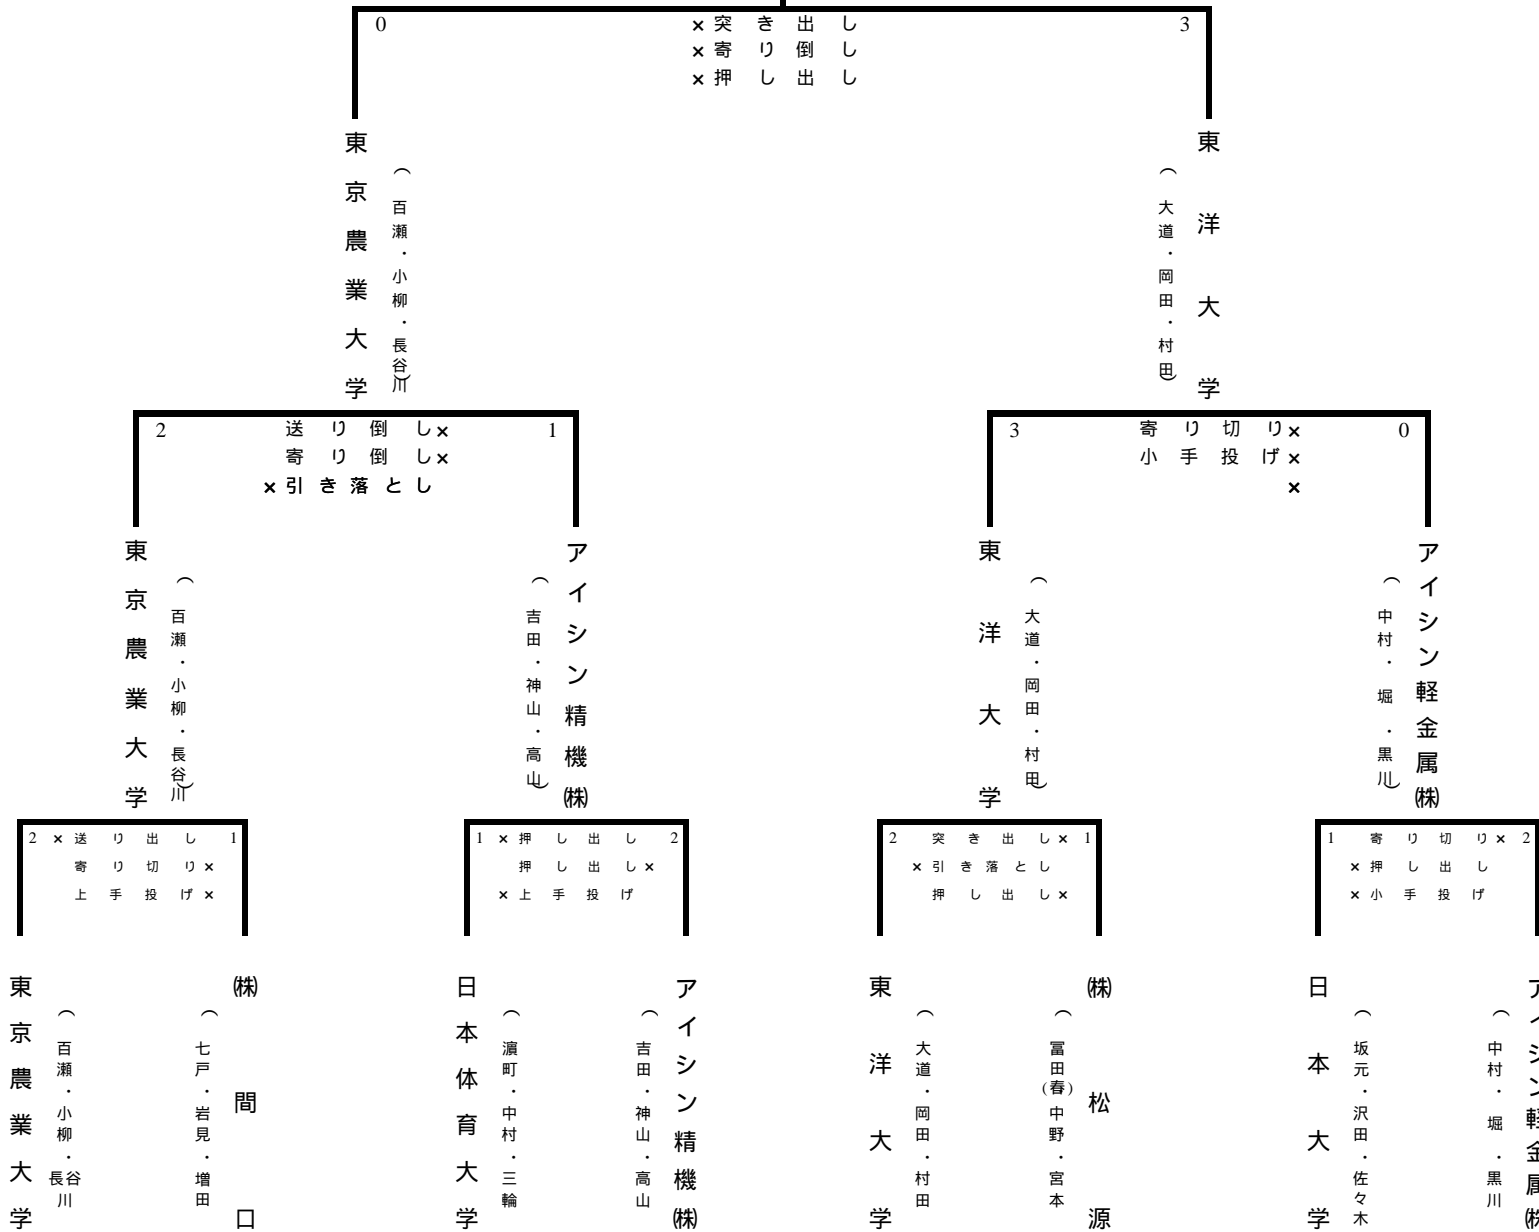 0
×突き出し
×寄り倒し
×押し出し
3
東京農業大学
(百瀬・小柳・長谷川)
東洋大学
(大道・岡田・村田)
2
送り倒し×
寄り倒し×
×引き落とし
1
3
寄り切り×
小手投げ×
×
0
東京農業大学
(百瀬・小柳・長谷川)
アイシン精機㈱
(吉田・神山・高山)
東洋大学
(大道・岡田・村田)
アイシン軽金属㈱
(中村・堀・黒川)
2
×送り出し
寄り切り×
上手投げ×
1
1
×押し出し
押し出し×
×上手投げ
2
2
突き出し×
×引き落とし
押し出し×
1
1
寄り切り×
×押し出し
×小手投げ
2
東京農業大学
(百瀬・小柳・長谷川
㈱間口
(七戸・岩見・増田
日本体育大学
(濵町・中村・三輪
アイシン精機㈱
(吉田・神山・高山
東洋大学
(大道・岡田・村田
㈱松源
(冨田(春)中野・宮本
日本大学
(坂元・沢田・佐々木
アイシン軽金属㈱
(中村・堀・黒川